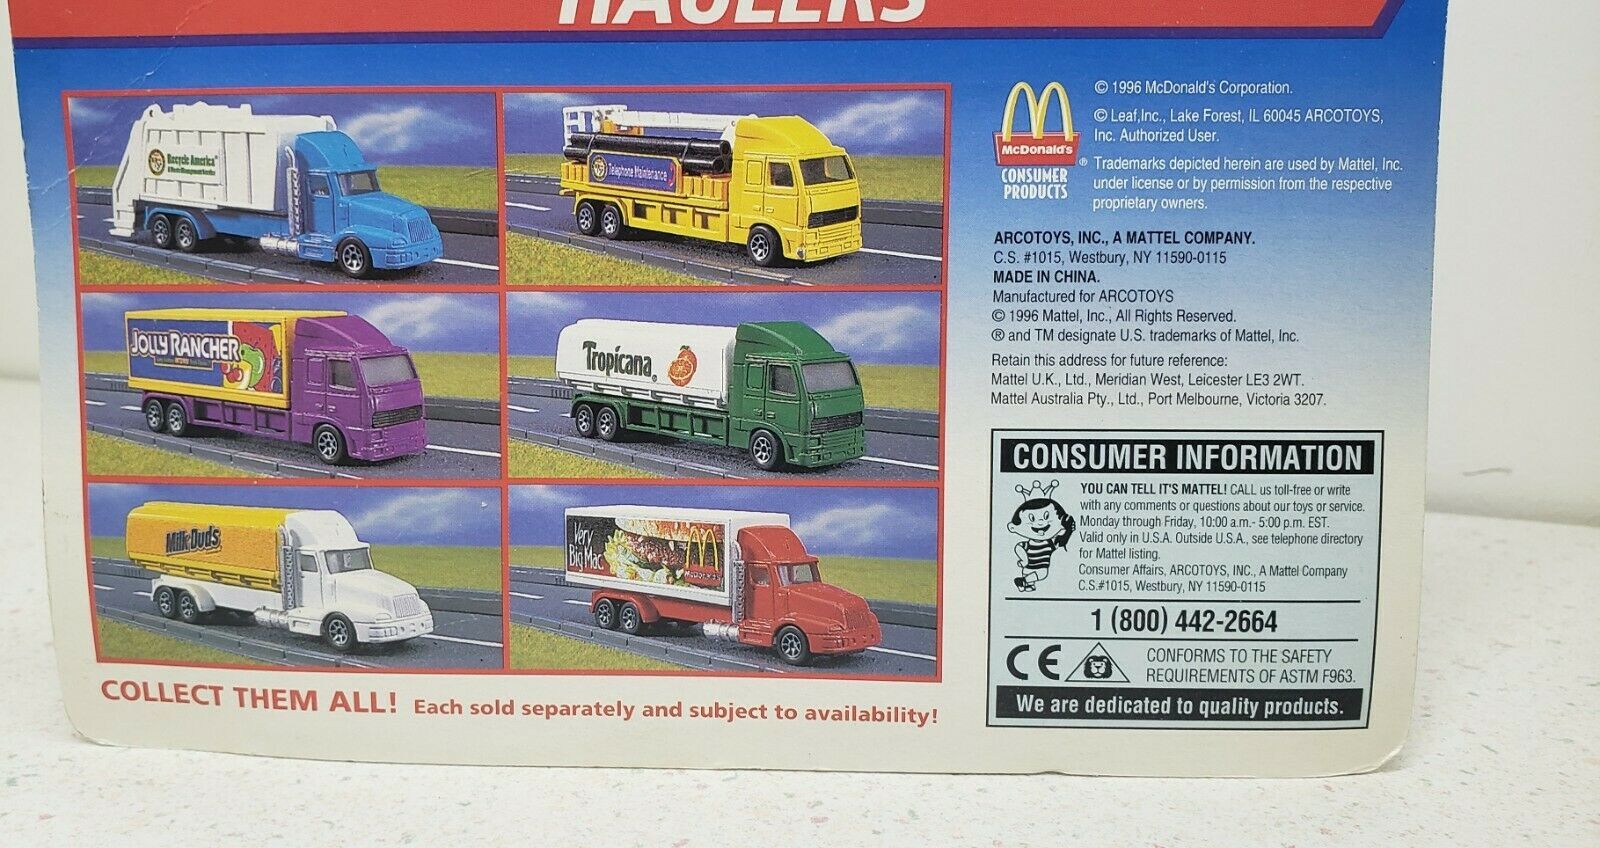 HAULERS
Recycle America®
A Waste Management Service
Telephone Maintenance
JOLLY RANCHER
Tropicana®
Milk Duds
Very
Big Mac
McDonald's
COLLECT THEM ALL! Each sold separately and subject to availability!
McDonald's ®
CONSUMER
PRODUCTS
© 1996 McDonald's Corporation.
© Leaf,Inc., Lake Forest, IL 60045 ARCOTOYS,
Inc. Authorized User.
Trademarks depicted herein are used by Mattel, Inc.
under license or by permission from the respective
proprietary owners.
ARCOTOYS, INC., A MATTEL COMPANY.
C.S. #1015, Westbury, NY 11590-0115
MADE IN CHINA.
Manufactured for ARCOTOYS
© 1996 Mattel, Inc., All Rights Reserved.
® and TM designate U.S. trademarks of Mattel, Inc.
Retain this address for future reference:
Mattel U.K., Ltd., Meridian West, Leicester LE3 2WT.
Mattel Australia Pty., Ltd., Port Melbourne, Victoria 3207.
CONSUMER INFORMATION
YOU CAN TELL IT'S MATTEL! CALL us toll-free or write
with any comments or questions about our toys or service.
Monday through Friday, 10:00 a.m.- 5:00 p.m. EST.
Valid only in U.S.A. Outside U.S.A., see telephone directory
for Mattel listing.
Consumer Affairs, ARCOTOYS, INC., A Mattel Company
C.S.#1015, Westbury, NY 11590-0115
1 (800) 442-2664
CE
CONFORMS TO THE SAFETY
REQUIREMENTS OF ASTM F963.
We are dedicated to quality products.